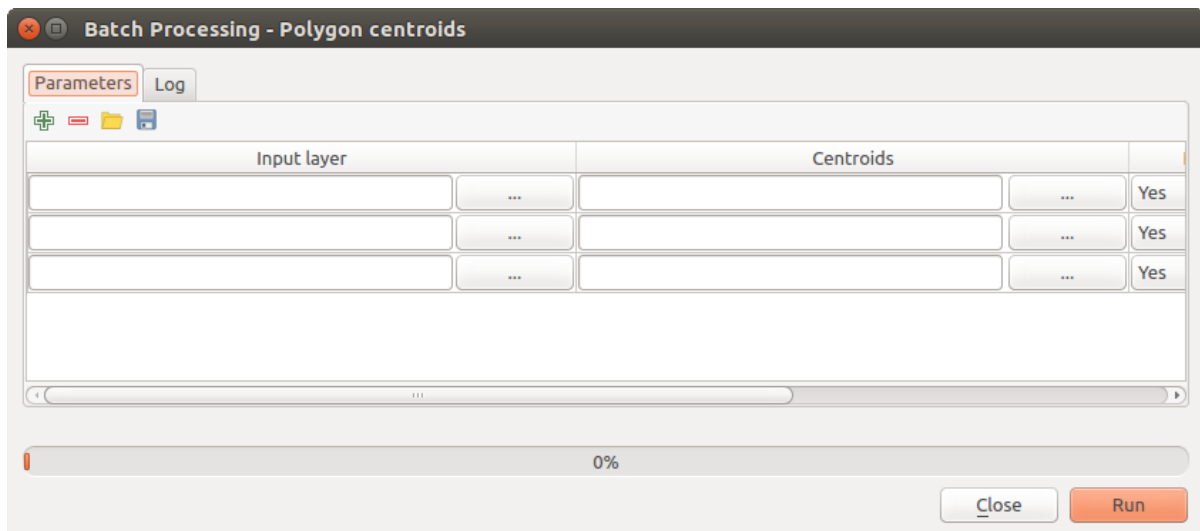 Batch Processing - Polygon centroids
Parameters Log
Input layer Centroids
... ... Yes
... ... Yes
... ... Yes
0%
Close Run